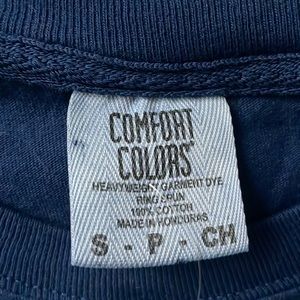 COMFORT
COLORS®
HEAVYWEIGHT GARMENT DYE
RING SPUN
100% COTTON
MADE IN HONDURAS
S - P - CH